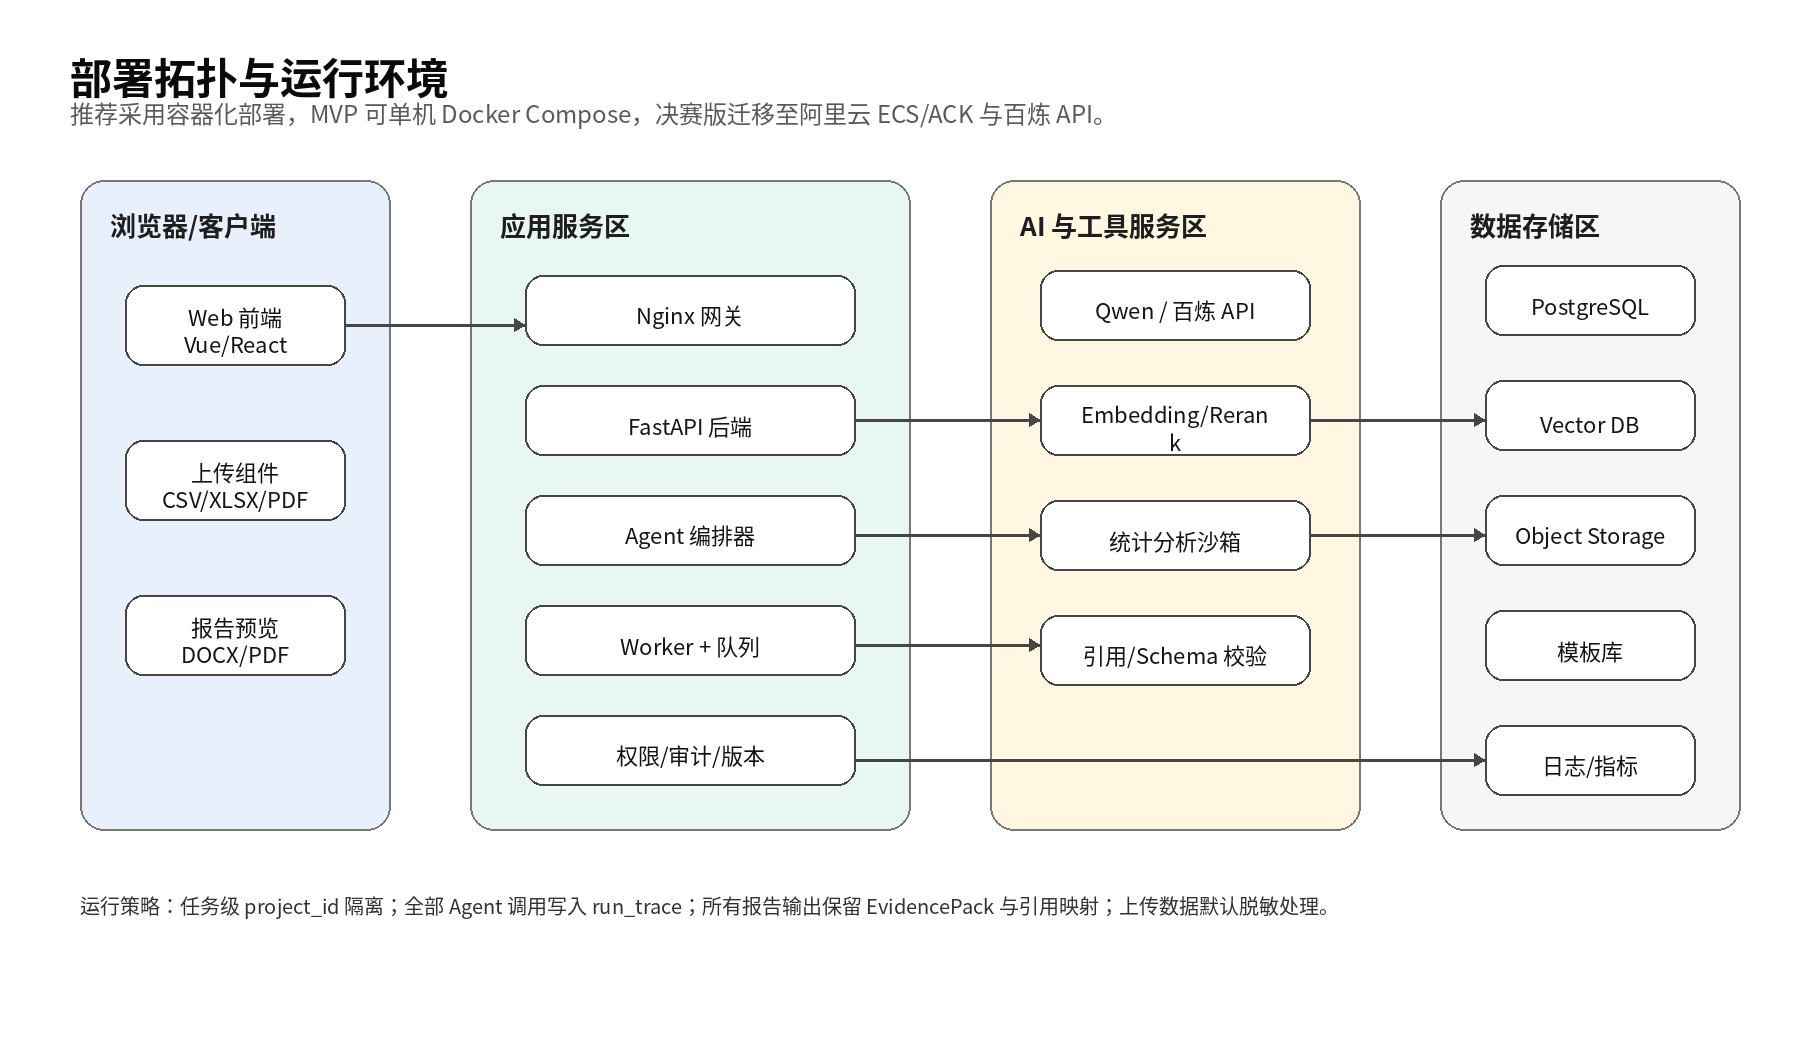 部署拓扑与运行环境
推荐采用容器化部署，MVP 可单机 Docker Compose，决赛版迁移至阿里云 ECS/ACK 与百炼 API。
浏览器/客户端
Web 前端
Vue/React
上传组件
CSV/XLSX/PDF
报告预览
DOCX/PDF
应用服务区
Nginx 网关
FastAPI 后端
Agent 编排器
Worker + 队列
权限/审计/版本
AI 与工具服务区
Qwen / 百炼 API
Embedding/Reran
k
统计分析沙箱
引用/Schema 校验
数据存储区
PostgreSQL
Vector DB
Object Storage
模板库
日志/指标
运行策略：任务级 project_id 隔离；全部 Agent 调用写入 run_trace；所有报告输出保留 EvidencePack 与引用映射；上传数据默认脱敏处理。